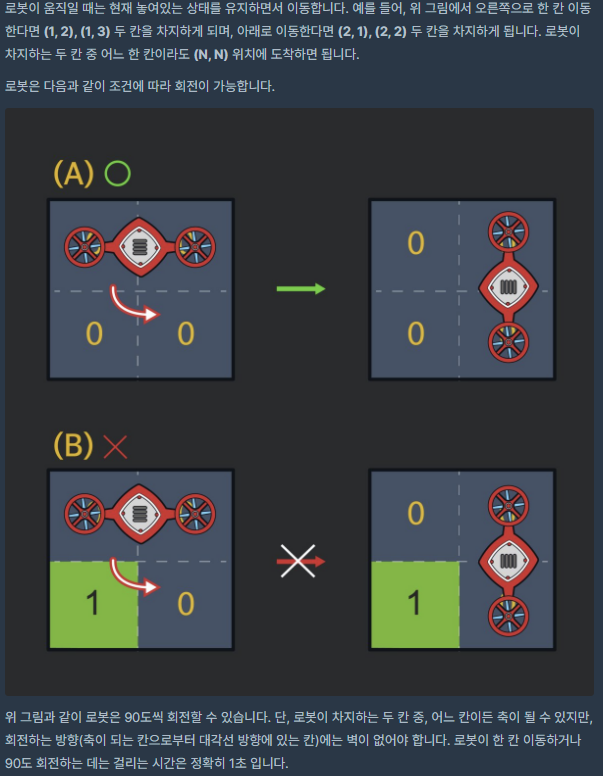 로봇이 움직일 때는 현재 놓여있는 상태를 유지하면서 이동합니다. 예를 들어, 위 그림에서 오른쪽으로 한 칸 이동
한다면 (1, 2), (1, 3) 두 칸을 차지하게 되며, 아래로 이동한다면 (2, 1), (2, 2) 두 칸을 차지하게 됩니다. 로봇이
차지하는 두 칸 중 어느 한 칸이라도 (N, N) 위치에 도착하면 됩니다.
로봇은 다음과 같이 조건에 따라 회전이 가능합니다.
(A)
0
0 0
0
(B)
0
1 0
1
위 그림과 같이 로봇은 90도씩 회전할 수 있습니다. 단, 로봇이 차지하는 두 칸 중, 어느 칸이든 축이 될 수 있지만,
회전하는 방향(축이 되는 칸으로부터 대각선 방향에 있는 칸)에는 벽이 없어야 합니다. 로봇이 한 칸 이동하거나
90도 회전하는 데는 걸리는 시간은 정확히 1초 입니다.